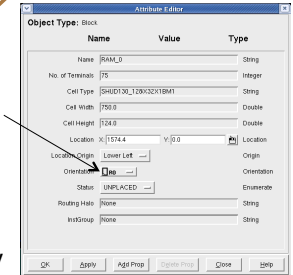 Attribute Editor
Object Type: Block
Name Value Type
Name RAM_0 String
No. of Terminals 75 Integer
Cell Type SHUD130_128X32X1BM1 String
Cell Width 750.0 Double
Cell Height 124.0 Double
Location X: 1574.4 Y: 0.0 Location
Location Origin Lower Left Origin
Orientation R0 Orientation
Status UNPLACED Enumerate
Routing Halo None String
InstGroup None String
OK Apply Add Prop Delete Prop Close Help